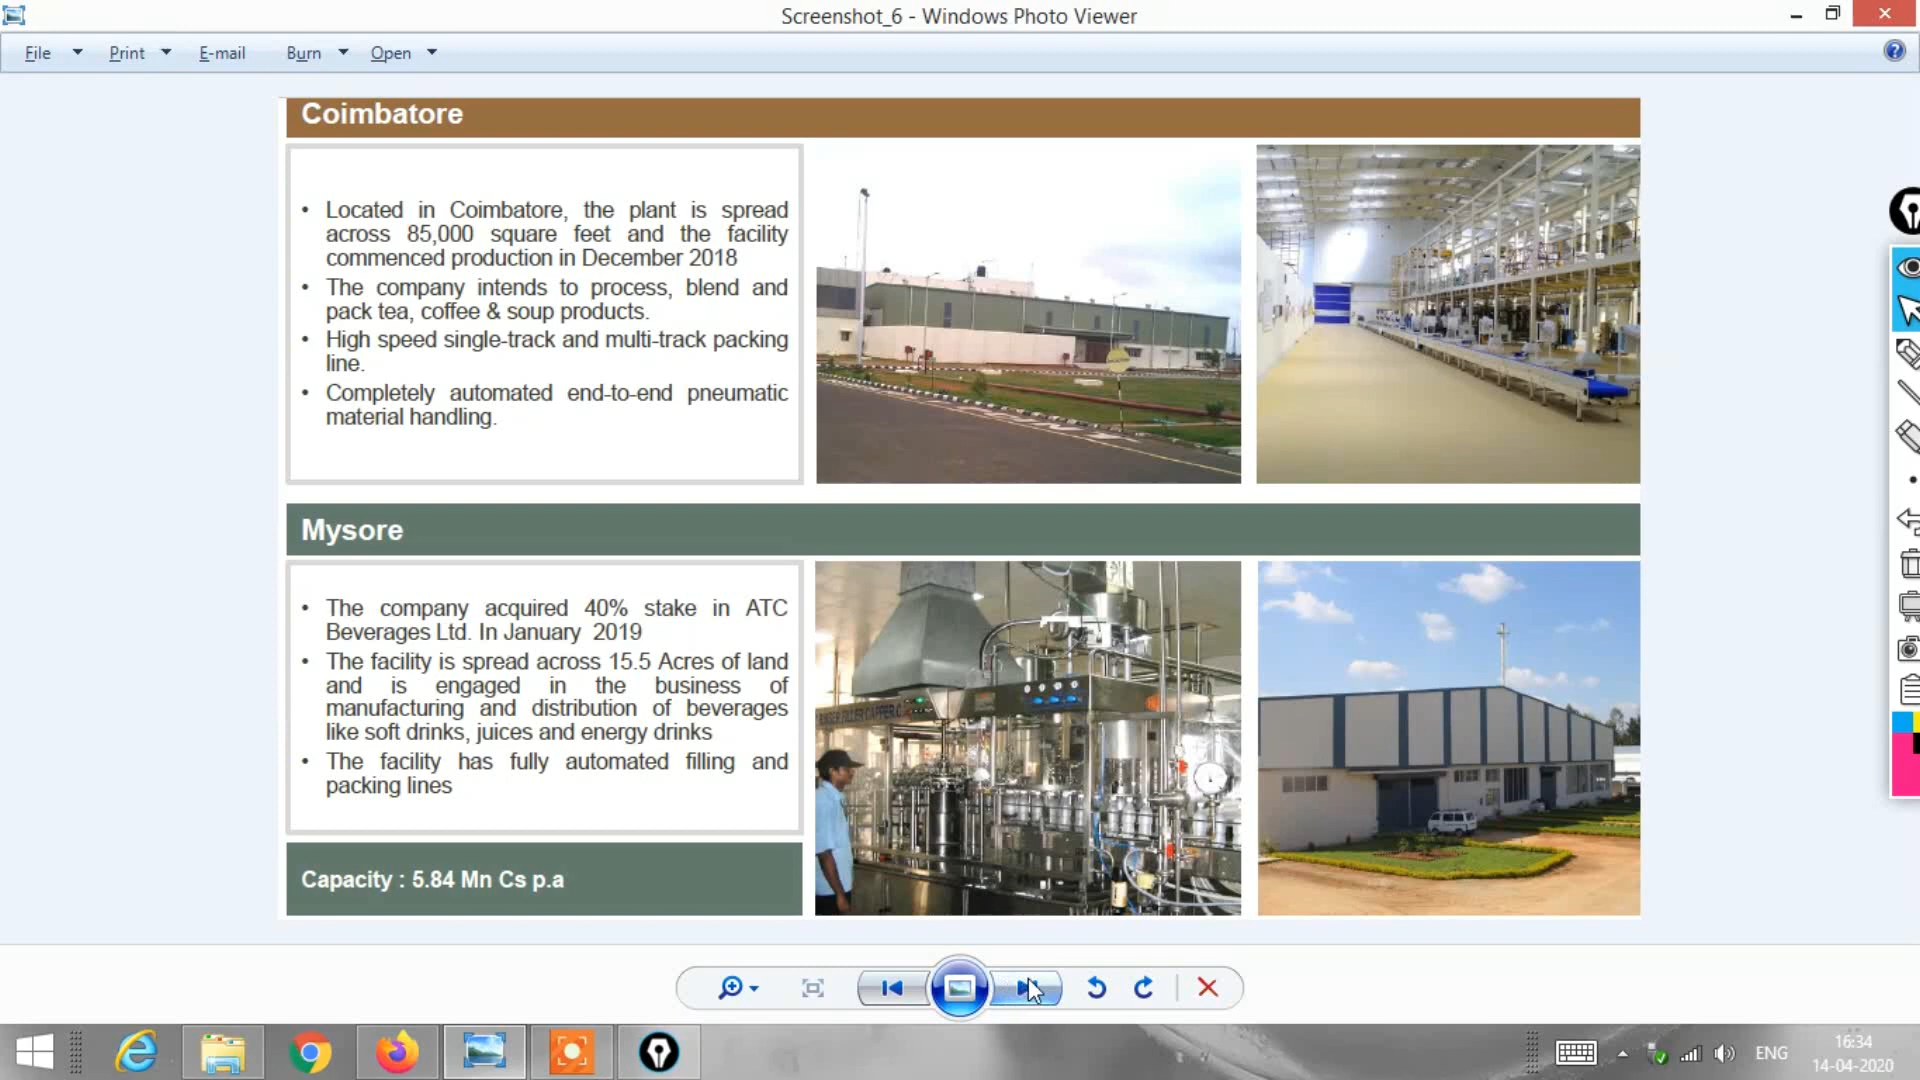 Screenshot_6 - Windows Photo Viewer
File
Print
E-mail
Burn
Open
Coimbatore
• Located in Coimbatore, the plant is spread
across 85,000 square feet and the facility
commenced production in December 2018
• The company intends to process, blend and
pack tea, coffee & soup products.
• High speed single-track and multi-track packing
line.
• Completely automated end-to-end pneumatic
material handling.
Mysore
• The company acquired 40% stake in ATC
Beverages Ltd. In January 2019
• The facility is spread across 15.5 Acres of land
and is engaged in the business of
manufacturing and distribution of beverages
like soft drinks, juices and energy drinks
• The facility has fully automated filling and
packing lines
FILLER CAPPER
Capacity : 5.84 Mn Cs p.a
ENG
16:34
14-04-2020